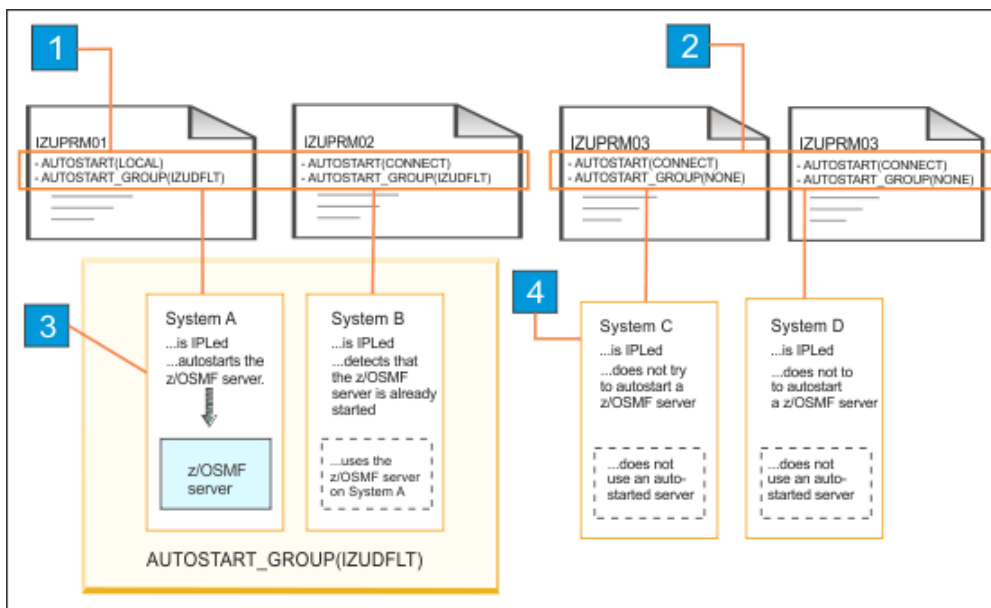 1
2
IZUPRM01
- AUTOSTART(LOCAL)
- AUTOSTART_GROUP(IZUDFLT)
IZUPRM02
- AUTOSTART(CONNECT)
- AUTOSTART_GROUP(IZUDFLT)
IZUPRM03
- AUTOSTART(CONNECT)
- AUTOSTART_GROUP(NONE)
IZUPRM03
- AUTOSTART(CONNECT)
- AUTOSTART_GROUP(NONE)
3
System A
...is IPLed
...autostarts the
z/OSMF server.
z/OSMF
server
System B
...is IPLed
...detects that
the z/OSMF
server is already
started
...uses the
z/OSMF server
on System A
AUTOSTART_GROUP(IZUDFLT)
4
System C
...is IPLed
...does not try
to autostart a
z/OSMF server
...does not
use an auto-
started server
System D
...is IPLed
...does not to
to autostart
a z/OSMF server
...does not
use an auto-
started server